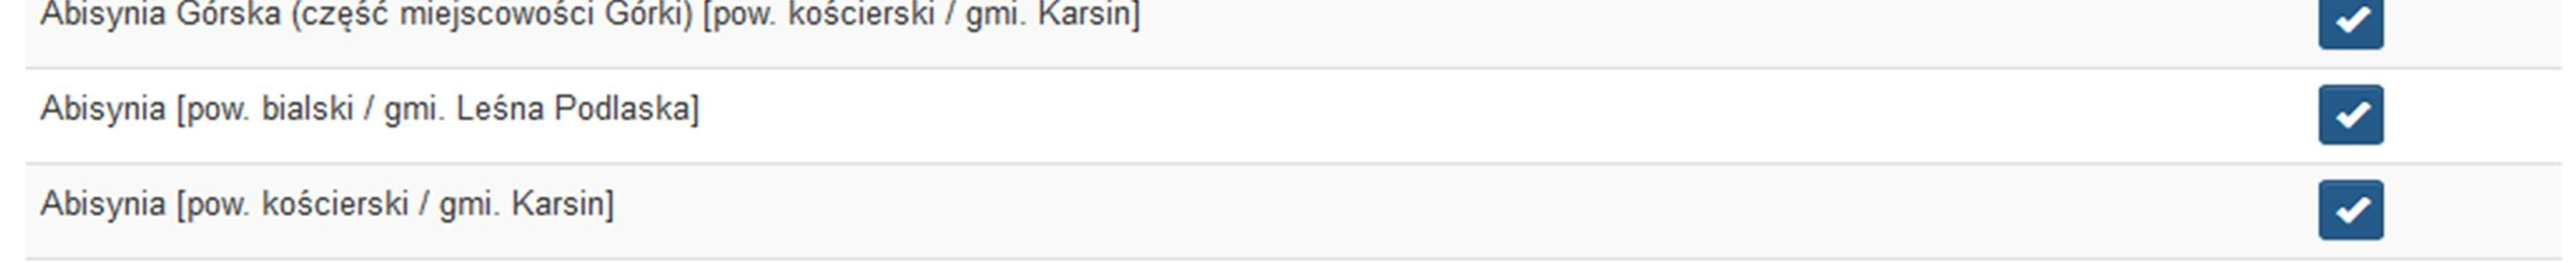 Abisynia Górska (część miejscowości Górki) [pow. kościerski / gmi. Karsin]
Abisynia [pow. bialski / gmi. Leśna Podlaska]
Abisynia [pow. kościerski / gmi. Karsin]